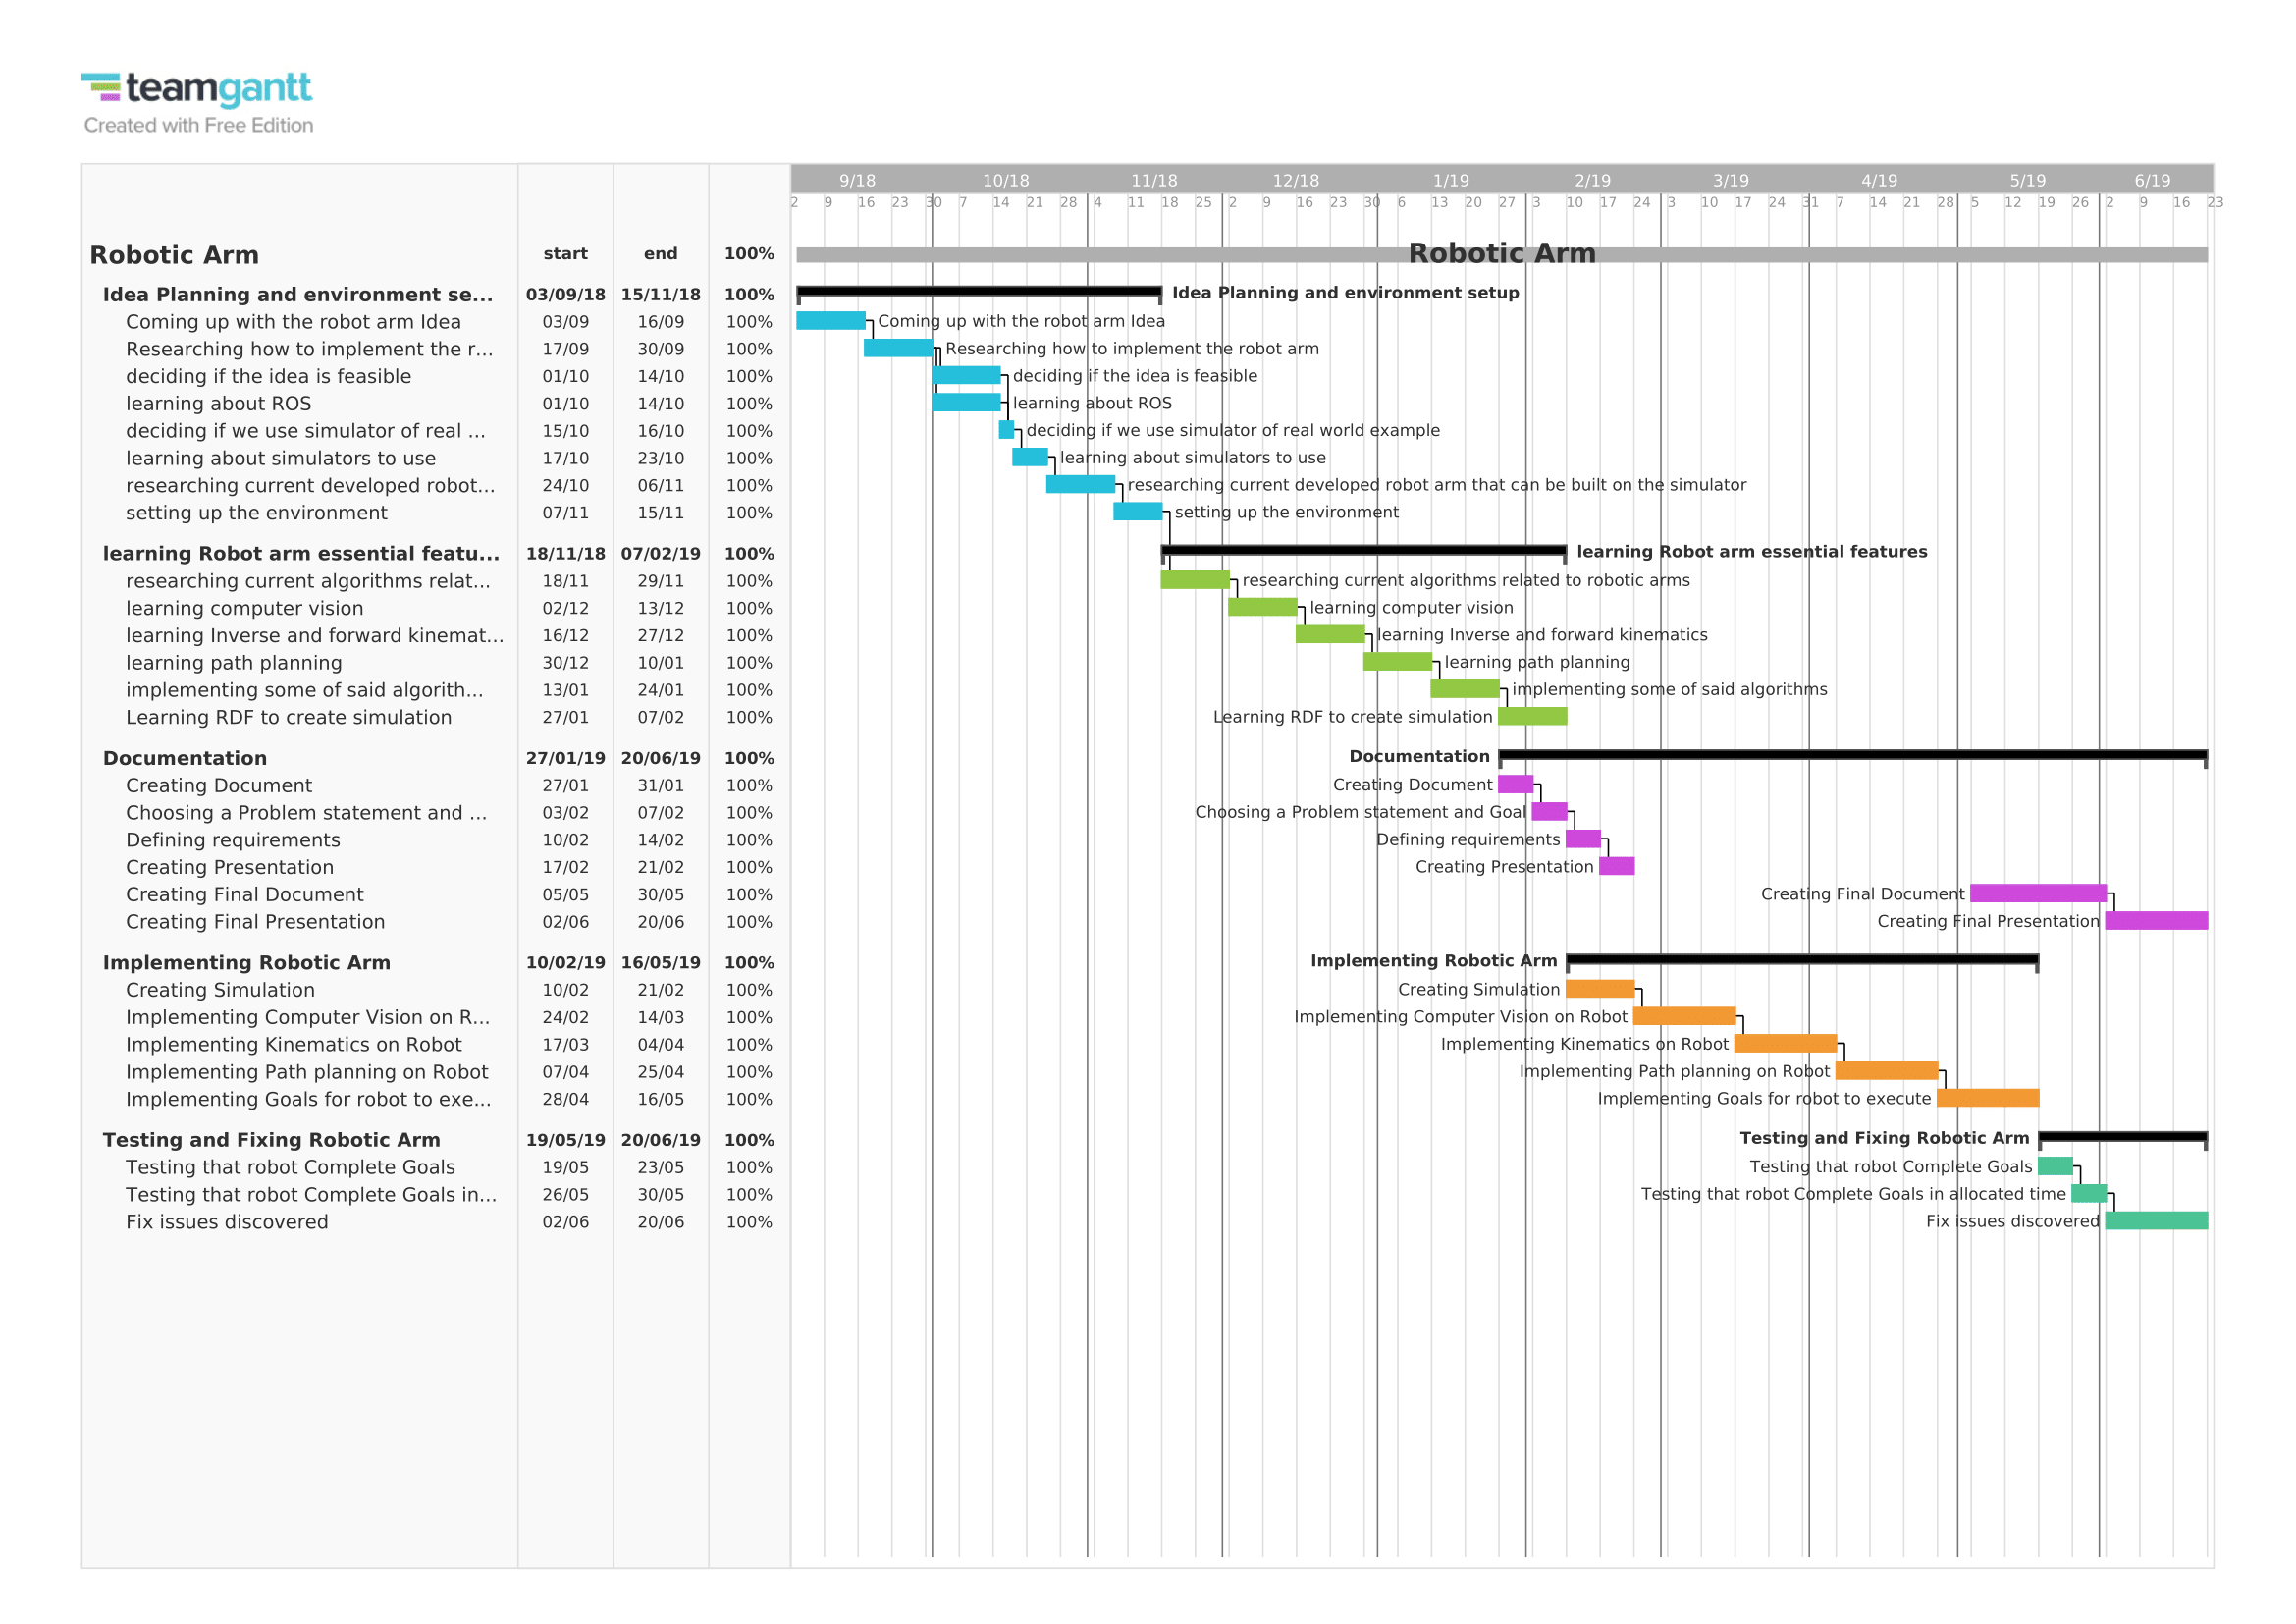 teamgantt
Created with Free Edition
9/18 10/18 11/18 12/18 1/19 2/19 3/19 4/19 5/19 6/19
2 9 16 23 30 7 14 21 28 4 11 18 25 2 9 16 23 30 6 13 20 27 3 10 17 24 3 10 17 24 31 7 14 21 28 5 12 19 26 2 9 16 23
Robotic Arm start end 100% Robotic Arm
Idea Planning and environment se... 03/09/18 15/11/18 100% Idea Planning and environment setup
Coming up with the robot arm Idea 03/09 16/09 100% Coming up with the robot arm Idea
Researching how to implement the r... 17/09 30/09 100% Researching how to implement the robot arm
deciding if the idea is feasible 01/10 14/10 100% deciding if the idea is feasible
learning about ROS 01/10 14/10 100% learning about ROS
deciding if we use simulator of real ... 15/10 16/10 100% deciding if we use simulator of real world example
learning about simulators to use 17/10 23/10 100% learning about simulators to use
researching current developed robot... 24/10 06/11 100% researching current developed robot arm that can be built on the simulator
setting up the environment 07/11 15/11 100% setting up the environment
learning Robot arm essential featu... 18/11/18 07/02/19 100% learning Robot arm essential features
researching current algorithms relat... 18/11 29/11 100% researching current algorithms related to robotic arms
learning computer vision 02/12 13/12 100% learning computer vision
learning Inverse and forward kinemat... 16/12 27/12 100% learning Inverse and forward kinematics
learning path planning 30/12 10/01 100% learning path planning
implementing some of said algorith... 13/01 24/01 100% implementing some of said algorithms
Learning RDF to create simulation 27/01 07/02 100% Learning RDF to create simulation
Documentation 27/01/19 20/06/19 100% Documentation
Creating Document 27/01 31/01 100% Creating Document
Choosing a Problem statement and ... 03/02 07/02 100% Choosing a Problem statement and Goal
Defining requirements 10/02 14/02 100% Defining requirements
Creating Presentation 17/02 21/02 100% Creating Presentation
Creating Final Document 05/05 30/05 100% Creating Final Document
Creating Final Presentation 02/06 20/06 100% Creating Final Presentation
Implementing Robotic Arm 10/02/19 16/05/19 100% Implementing Robotic Arm
Creating Simulation 10/02 21/02 100% Creating Simulation
Implementing Computer Vision on R... 24/02 14/03 100% Implementing Computer Vision on Robot
Implementing Kinematics on Robot 17/03 04/04 100% Implementing Kinematics on Robot
Implementing Path planning on Robot 07/04 25/04 100% Implementing Path planning on Robot
Implementing Goals for robot to exe... 28/04 16/05 100% Implementing Goals for robot to execute
Testing and Fixing Robotic Arm 19/05/19 20/06/19 100% Testing and Fixing Robotic Arm
Testing that robot Complete Goals 19/05 23/05 100% Testing that robot Complete Goals
Testing that robot Complete Goals in... 26/05 30/05 100% Testing that robot Complete Goals in allocated time
Fix issues discovered 02/06 20/06 100% Fix issues discovered